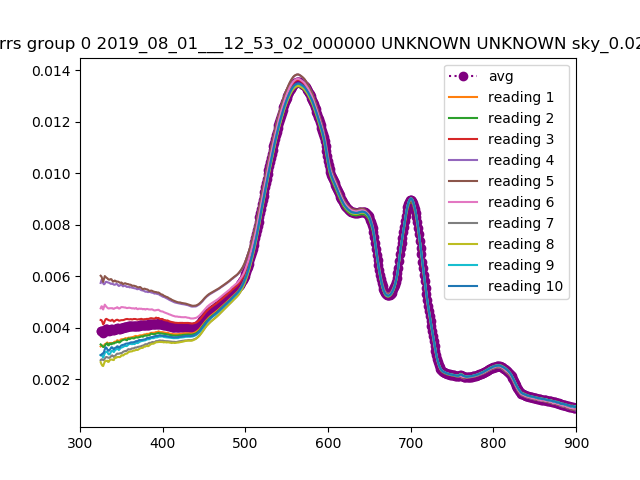 rrs group 0 2019_08_01___12_53_02_000000 UNKNOWN UNKNOWN sky_0.02
0.014
0.012
0.010
0.008
0.006
0.004
0.002
300 400 500 600 700 800 900
avg
reading 1
reading 2
reading 3
reading 4
reading 5
reading 6
reading 7
reading 8
reading 9
reading 10